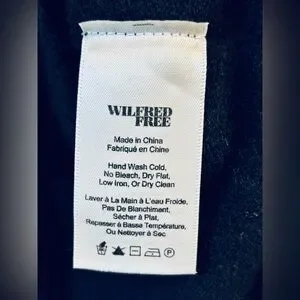 WILFRED
FREE
Made in China
Fabriqué en Chine
Hand Wash Cold,
No Bleach, Dry Flat,
Low Iron, Or Dry Clean
Laver À La Main à L'eau Froide,
Pas De Blanchiment,
Sécher à Plat,
Repasser à Basse Température,
Ou Nettoyer à Sec
P